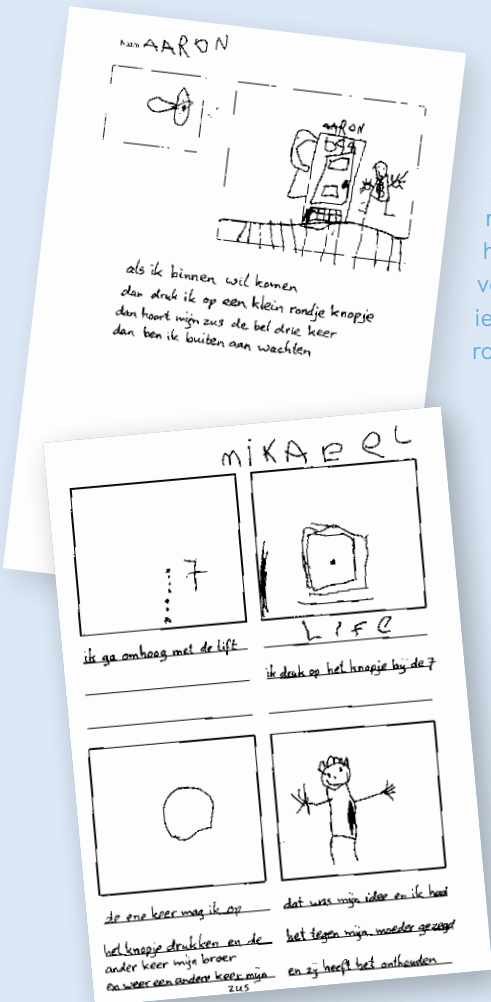 Naam AARON
AARON
als ik binnen wil komen
dan druk ik op een klein rondje knopje
dan hoort mijn zus de bel drie keer
dan ben ik buiten aan wachten
MiKAEEL
7
LIFC
ik ga omhoog met de lift
ik druk op het knopje bij de 7
de ene keer mag ik op
het knopje drukken en de
ander keer mijn broer
en weer een andere keer mijn
zus
dat was mijn idee en ik had
het tegen mijn moeder gezegd
en zij heeft het onthouden